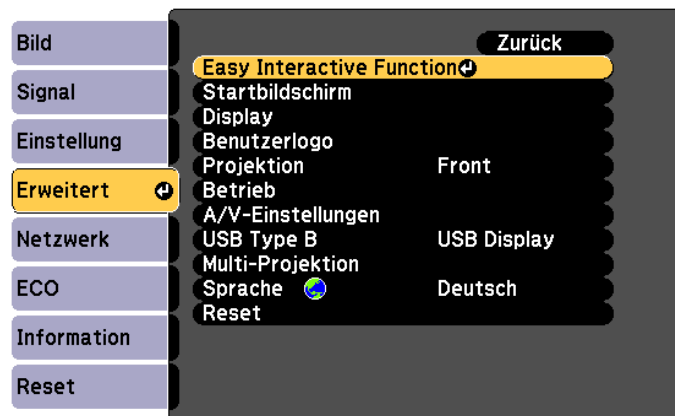 Bild
Signal
Einstellung
Erweitert
Netzwerk
ECO
Information
Reset
Zurück
Easy Interactive Function
Startbildschirm
Display
Benutzerlogo
Projektion Front
Betrieb
A/V-Einstellungen
USB Type B USB Display
Multi-Projektion
Sprache Deutsch
Reset